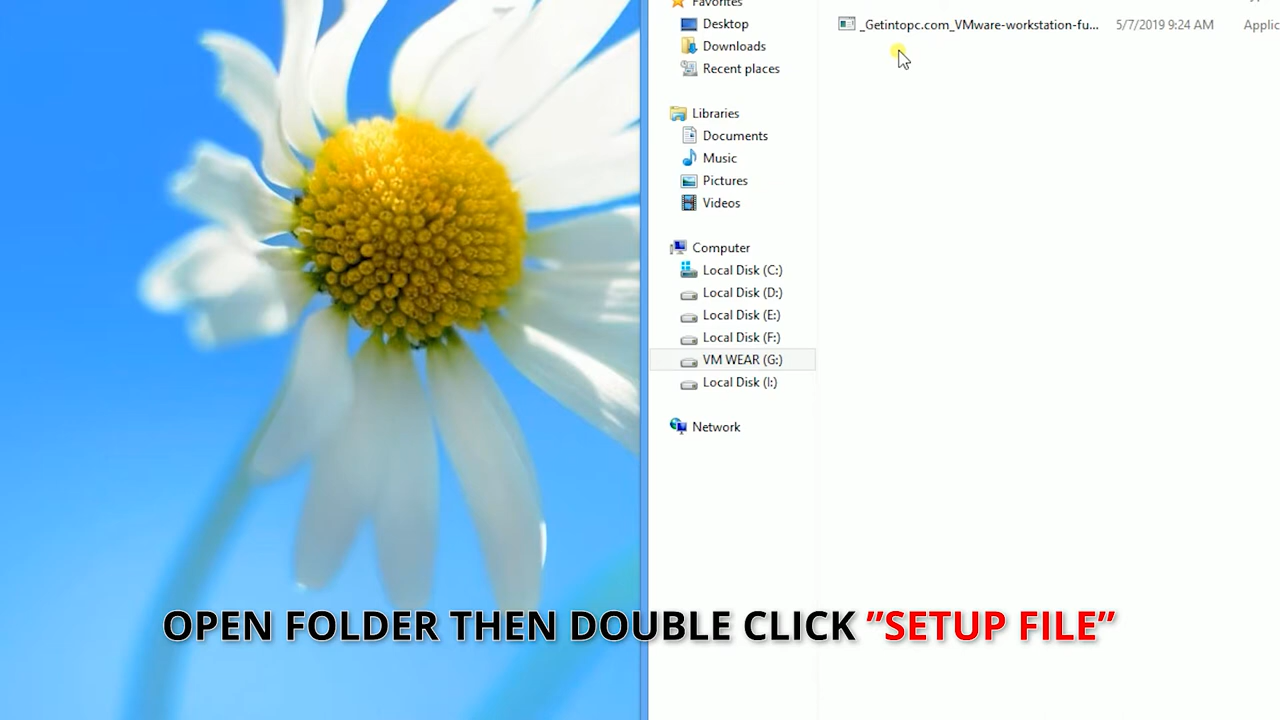 Favorites
_Getintopc.com_VMware-workstation-fu... 5/7/2019 9:24 AM Applic
Desktop
Downloads
Recent places
Libraries
Documents
Music
Pictures
Videos
Computer
Local Disk (C:)
Local Disk (D:)
Local Disk (E:)
Local Disk (F:)
VM WEAR (G:)
Local Disk (I:)
Network
OPEN FOLDER THEN DOUBLE CLICK ”SETUP FILE”